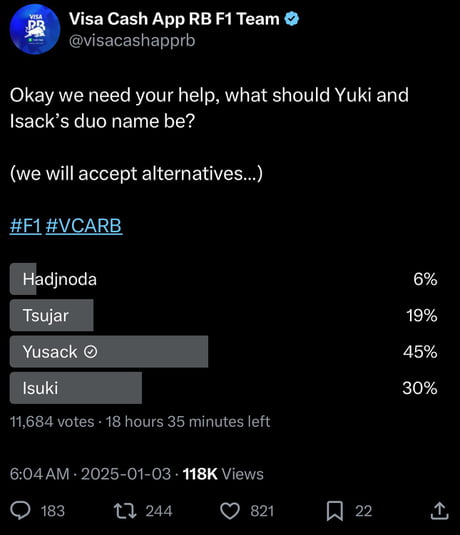 VISA
RB
Visa Cash App RB F1 Team
@visacashapprb
Okay we need your help, what should Yuki and
Isack’s duo name be?
(we will accept alternatives...)
#F1 #VCARB
Hadjnoda 6%
Tsujar 19%
Yusack 45%
Isuki 30%
11,684 votes · 18 hours 35 minutes left
6:04 AM · 2025-01-03 · 118K Views
183 244 821 22